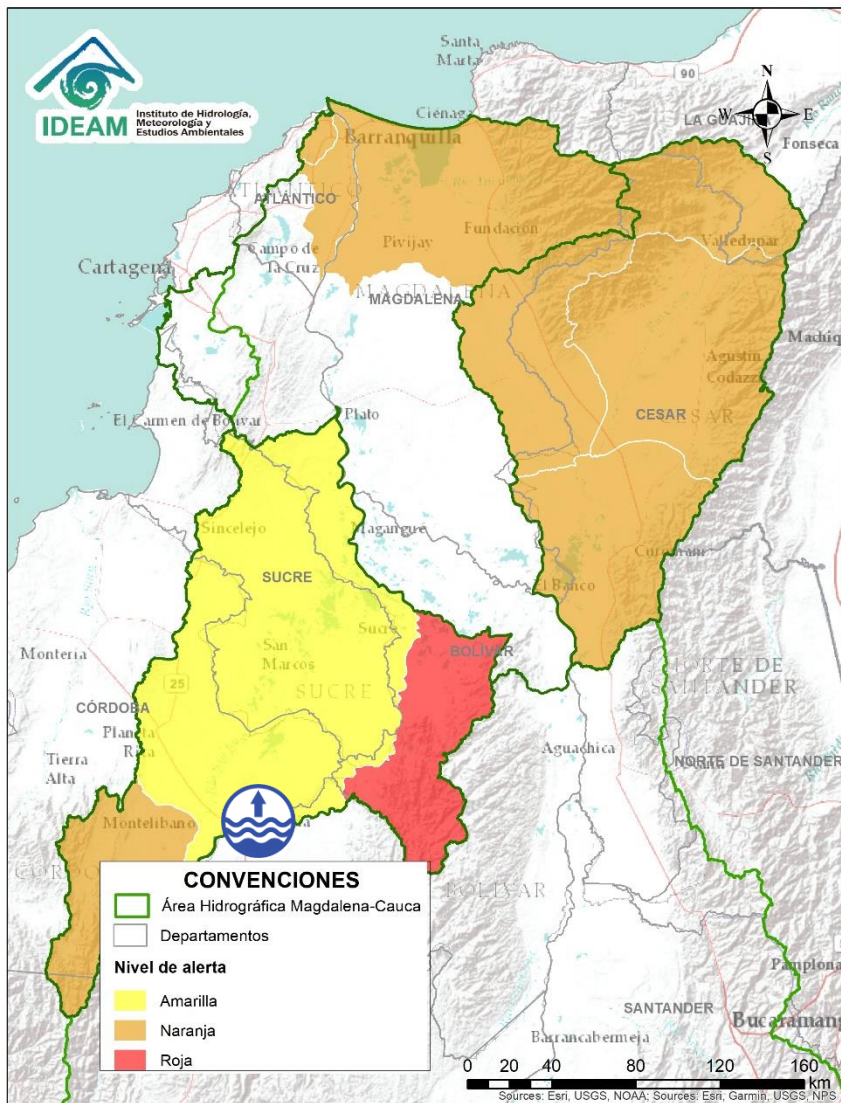 IDEAM
Instituto de Hidrología,
Meteorología y
Estudios Ambientales
Santa
Marta
90
N
W
E
S
LA GUAJIRA
Ciénaga
Fonseca
Barranquilla
ATLÁNTICO
Cartagena
Campo de
la Cruz
Pivijay
Fundación
Valledupar
MAGDALENA
MAGDALENA
Machiq
Agustín
Codazzi
CESAR
El Carmen de Bolívar
Plato
Sincelejo
Magangué
SUCRE
El Banco
Sucre
BOLÍVAR
Montería
San
Marcos
SUCRE
25
CÓRDOBA
Planeta
Rica
NORTE DE
SANTANDER
Tierra
Alta
Aguachica
NORTE DE SANTANDER
Montelíbano
CONVENCIONES
Área Hidrográfica Magdalena-Cauca
Departamentos
Nivel de alerta
Amarilla
Naranja
Roja
BOLÍVAR
Pamplona
SANTANDER
Bucaramang
Barrancabermeja
0 20 40 80 120 160
km
Sources: Esri, USGS, NOAA; Sources: Esri, Garmin, USGS, NPS